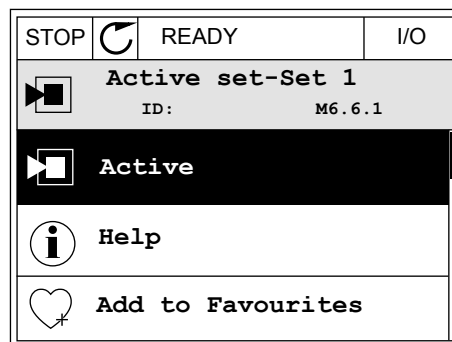 STOP READY I/O
Active set-Set 1
ID: M6.6.1
Active
Help
Add to Favourites